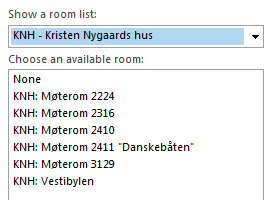 Show a room list:
KNH - Kristen Nygaards hus
Choose an available room:
None
KNH: Møterom 2224
KNH: Møterom 2316
KNH: Møterom 2410
KNH: Møterom 2411 "Danskebåten"
KNH: Møterom 3129
KNH: Vestibylen